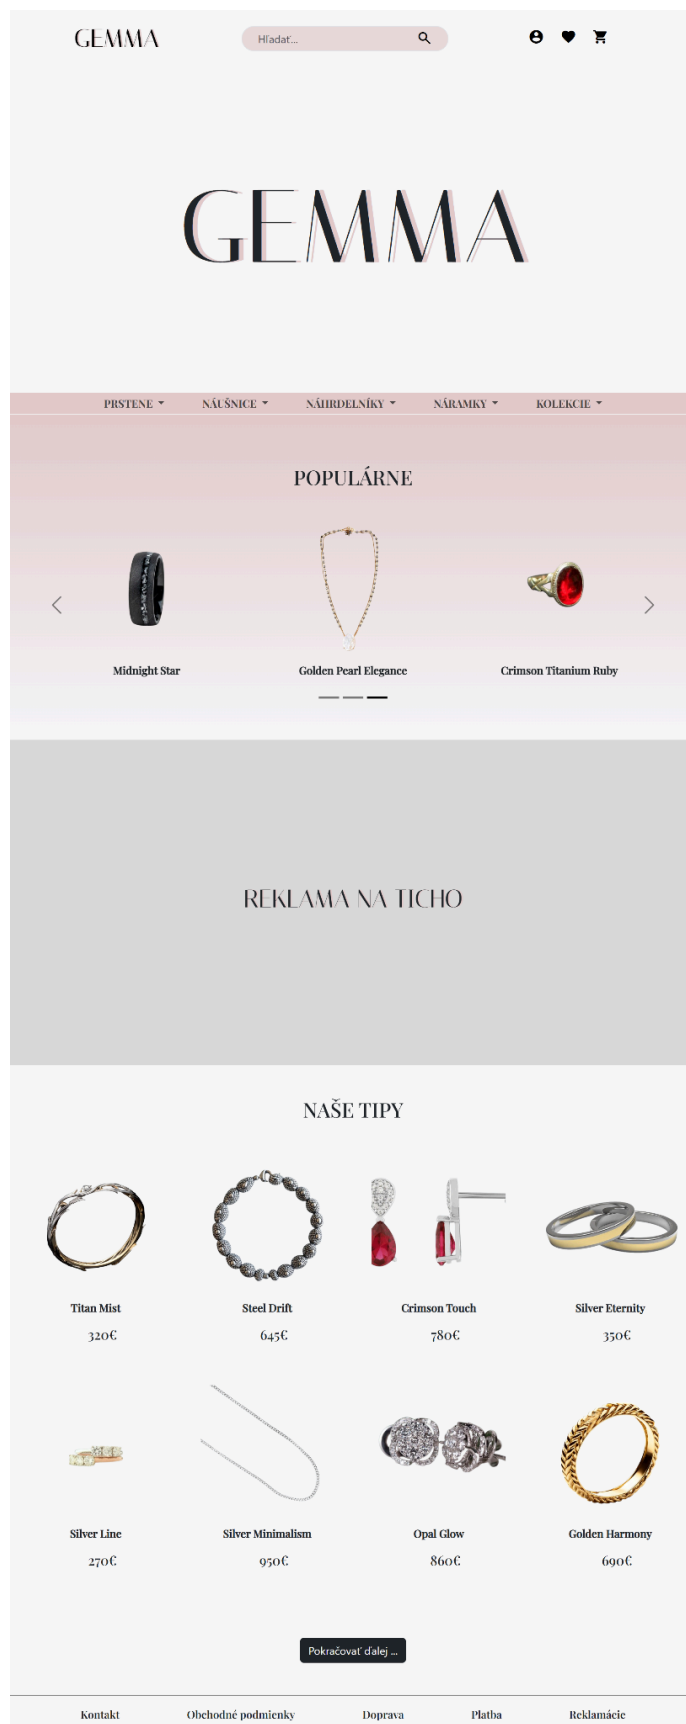 GEMMA
Hľadať...
GEMMA
PRSTENE NÁUŠNICE NÁHRDELNÍKY NÁRAMKY KOLEKCIE
POPULÁRNE
Midnight Star Golden Pearl Elegance Crimson Titanium Ruby
REKLAMA NA TICHO
NAŠE TIPY
Titan Mist Steel Drift Crimson Touch Silver Eternity
320€ 645€ 780€ 350€
Silver Line Silver Minimalism Opal Glow Golden Harmony
270€ 950€ 860€ 690€
Pokračovať ďalej ...
Kontakt Obchodné podmienky Doprava Platba Reklamácie